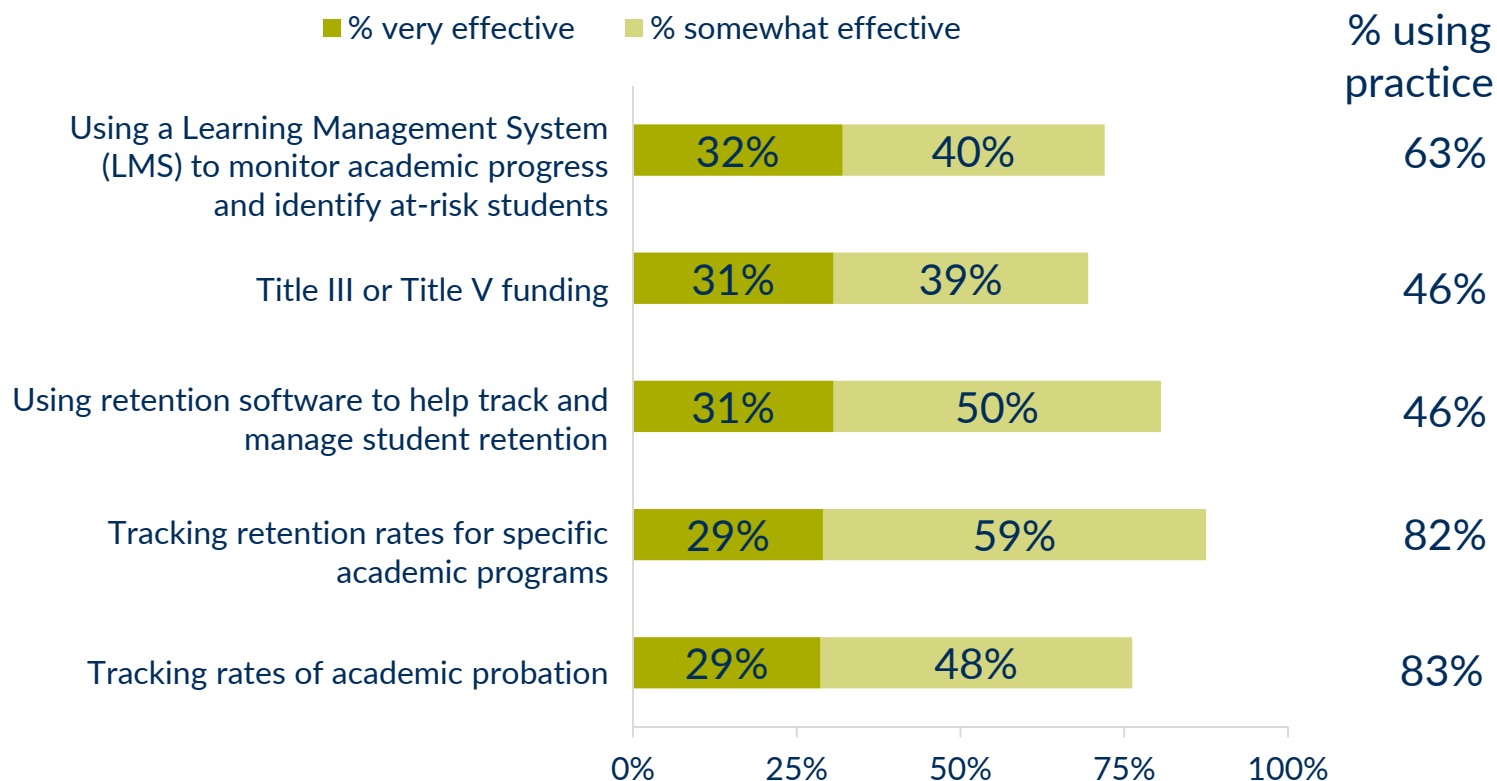 % very effective % somewhat effective
% using
practice
Using a Learning Management System
(LMS) to monitor academic progress
and identify at-risk students
32% 40% 63%
Title III or Title V funding
31% 39% 46%
Using retention software to help track and
manage student retention
31% 50% 46%
Tracking retention rates for specific
academic programs
29% 59% 82%
Tracking rates of academic probation
29% 48% 83%
0% 25% 50% 75% 100%